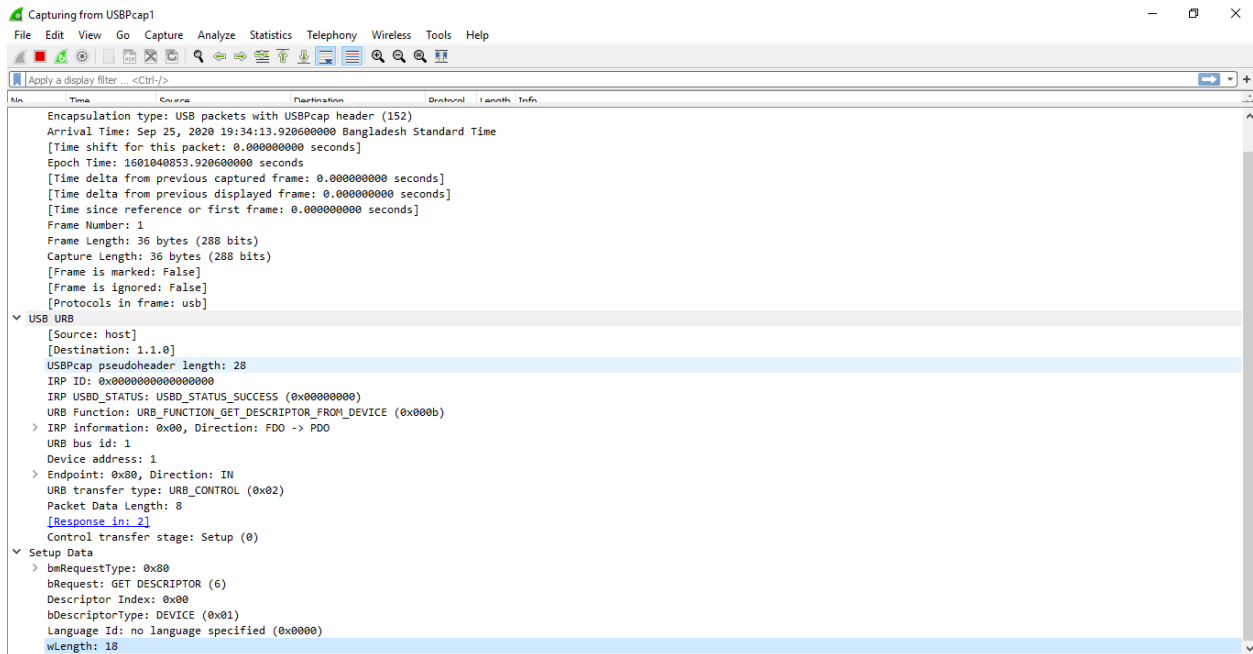 Capturing from USBPcap1
File Edit View Go Capture Analyze Statistics Telephony Wireless Tools Help
Apply a display filter ... <Ctrl-/>
No. Time Source Destination Protocol Length Info
Encapsulation type: USB packets with USBPcap header (152)
Arrival Time: Sep 25, 2020 19:34:13.920600000 Bangladesh Standard Time
[Time shift for this packet: 0.000000000 seconds]
Epoch Time: 1601040853.920600000 seconds
[Time delta from previous captured frame: 0.000000000 seconds]
[Time delta from previous displayed frame: 0.000000000 seconds]
[Time since reference or first frame: 0.000000000 seconds]
Frame Number: 1
Frame Length: 36 bytes (288 bits)
Capture Length: 36 bytes (288 bits)
[Frame is marked: False]
[Frame is ignored: False]
[Protocols in frame: usb]
USB URB
[Source: host]
[Destination: 1.1.0]
USBPcap pseudoheader length: 28
IRP ID: 0x0000000000000000
IRP USBD_STATUS: USBD_STATUS_SUCCESS (0x00000000)
URB Function: URB_FUNCTION_GET_DESCRIPTOR_FROM_DEVICE (0x000b)
IRP information: 0x00, Direction: FDO -> PDO
URB bus id: 1
Device address: 1
Endpoint: 0x80, Direction: IN
URB transfer type: URB_CONTROL (0x02)
Packet Data Length: 8
[Response in: 2]
Control transfer stage: Setup (0)
Setup Data
bmRequestType: 0x80
bRequest: GET DESCRIPTOR (6)
Descriptor Index: 0x00
bDescriptorType: DEVICE (0x01)
Language Id: no language specified (0x0000)
wLength: 18